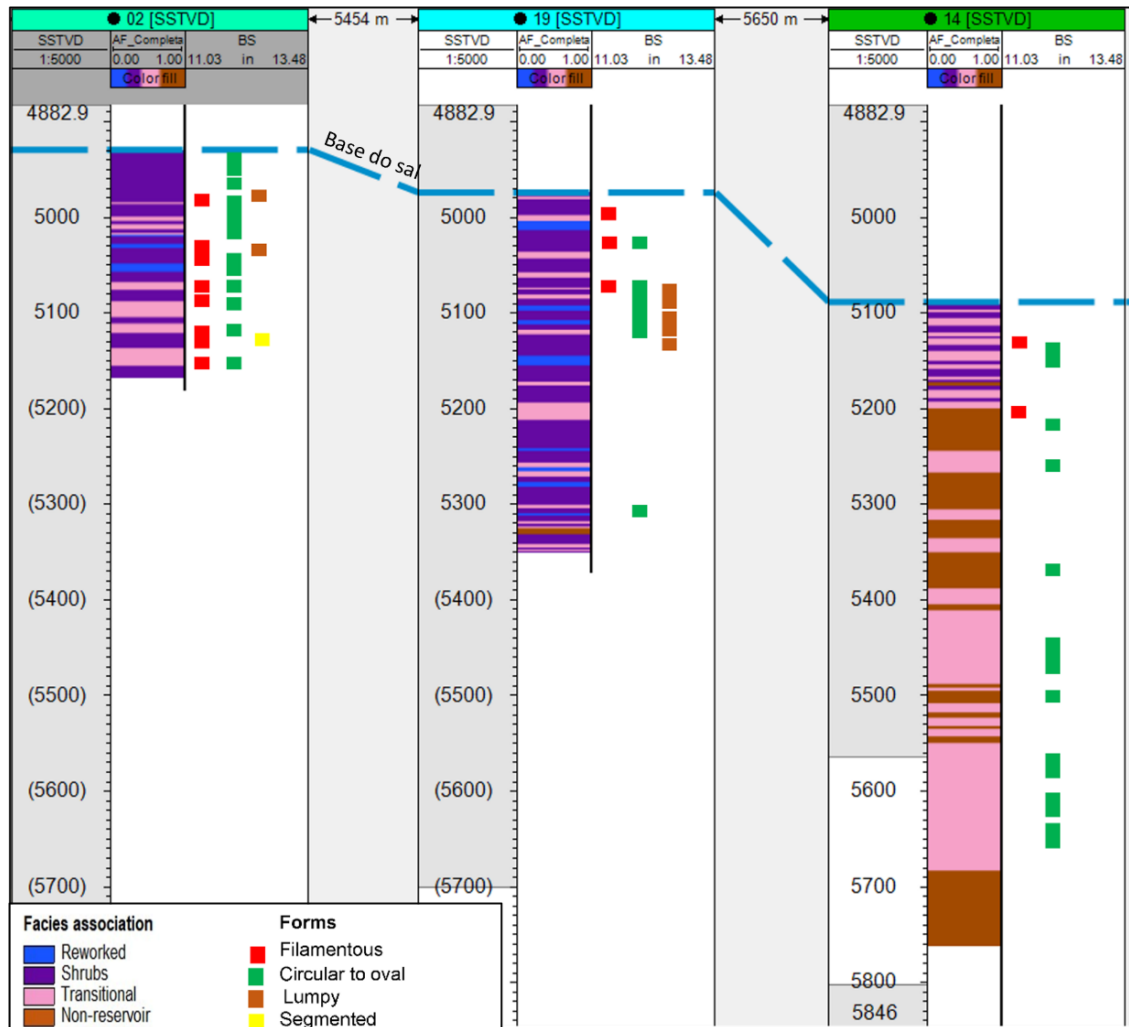 02 [SSTVD]
5454 m
19 [SSTVD]
5650 m
14 [SSTVD]
SSTVD AF_Completa BS
1:5000 0.00 1.00 11.03 in 13.48
Color fill
SSTVD AF_Completa BS
1:5000 0.00 1.00 11.03 in 13.48
Color fill
SSTVD AF_Completa BS
1:5000 0.00 1.00 11.03 in 13.48
Color fill
4882.9
5000
5100
(5200)
(5300)
(5400)
(5500)
(5600)
(5700)
Base do sal
4882.9
5000
5100
5200
5300
(5400)
(5500)
(5600)
(5700)
4882.9
5000
5100
5200
5300
5400
5500
5600
5700
5800
5846
Facies association
Reworked
Shrubs
Transitional
Non-reservoir
Forms
Filamentous
Circular to oval
Lumpy
Segmented